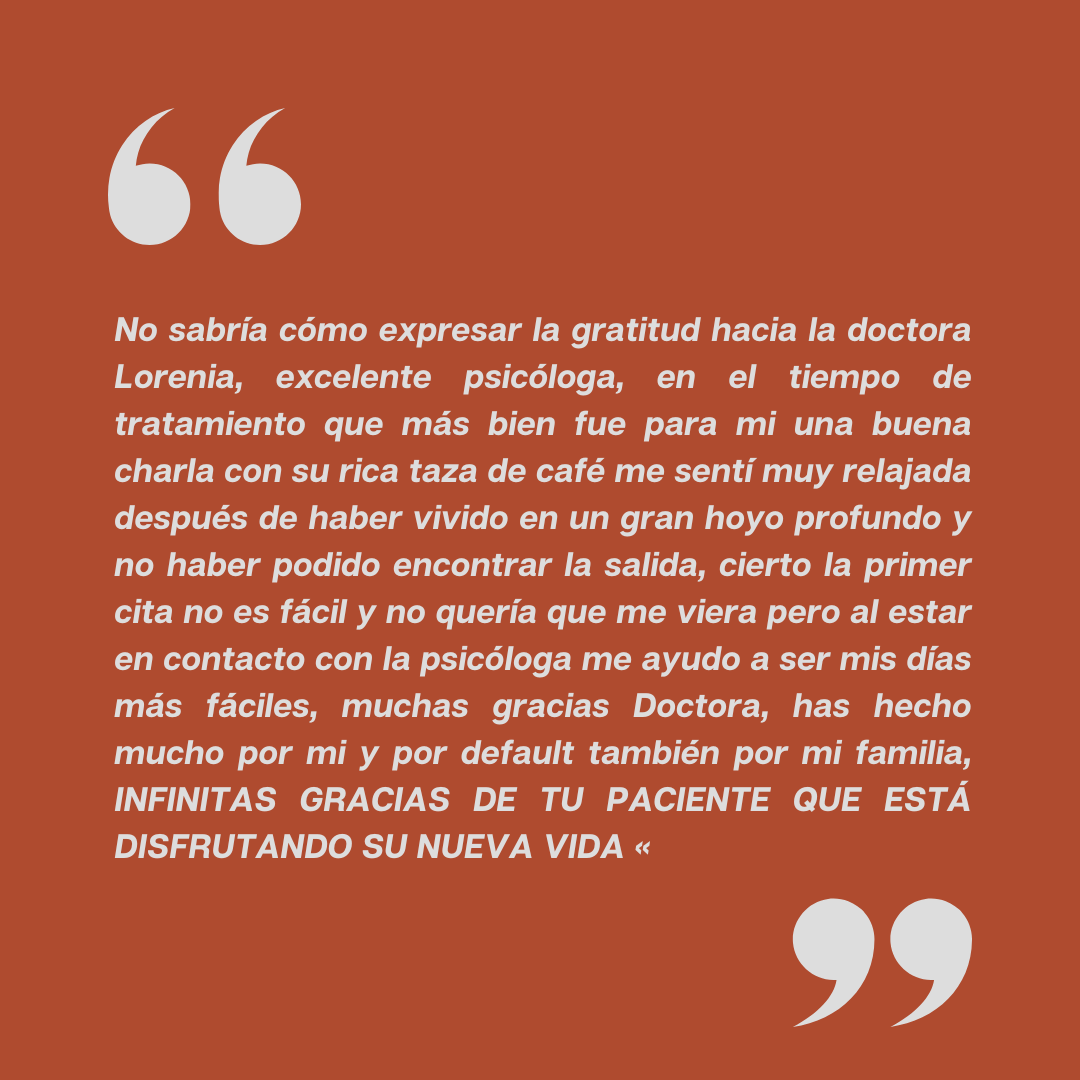 “
No sabría cómo expresar la gratitud hacia la doctora
Lorenia, excelente psicóloga, en el tiempo de
tratamiento que más bien fue para mi una buena
charla con su rica taza de café me sentí muy relajada
después de haber vivido en un gran hoyo profundo y
no haber podido encontrar la salida, cierto la primer
cita no es fácil y no quería que me viera pero al estar
en contacto con la psicóloga me ayudo a ser mis días
más fáciles, muchas gracias Doctora, has hecho
mucho por mi y por default también por mi familia,
INFINITAS GRACIAS DE TU PACIENTE QUE ESTÁ
DISFRUTANDO SU NUEVA VIDA «
”